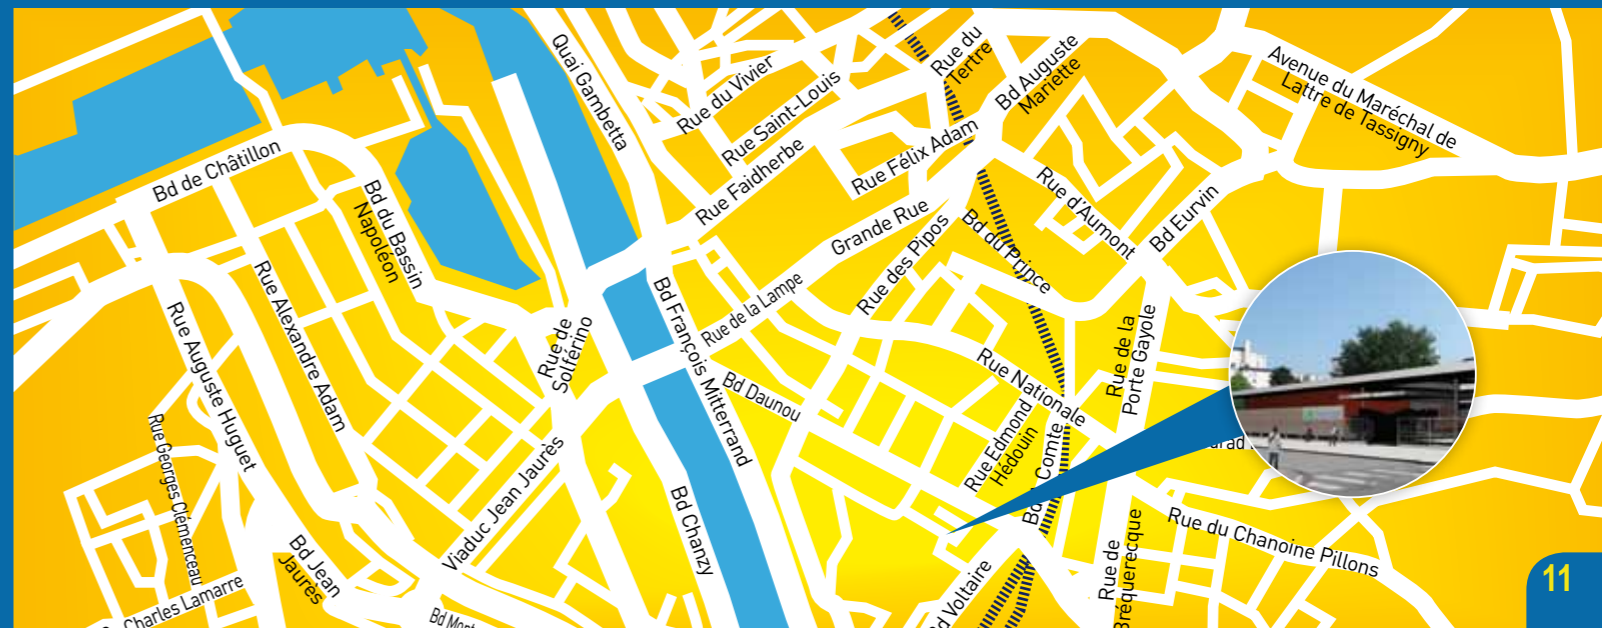 Quai Gambetta
Rue du Vivier
Rue Saint-Louis
Rue Faidherbe
Rue du
Tertre
Bd Auguste
Mariette
Avenue du Maréchal de
Lattre de Tassigny
Bd de Châtillon
Bd du Bassin
Napoléon
Rue Félix Adam
Grande Rue
Rue des Pipos
Bd du Prince
Rue d'Aumont
Bd Eurvin
Rue Alexandre Adam
Rue Auguste Huguet
Rue de
Solférino
Bd François Mitterrand
Rue de la Lampe
Bd Daunou
Rue Nationale
Rue de la
Porte Gayole
Rue Edmond
Hédouin
Rue Georges Clémenceau
Viaduc Jean Jaurès
Bd Chanzy
Rue du Chanoine Pillons
Rue de
Bréquerecque
Bd Jean
Jaurès
Charles Lamarre
Voltaire
11